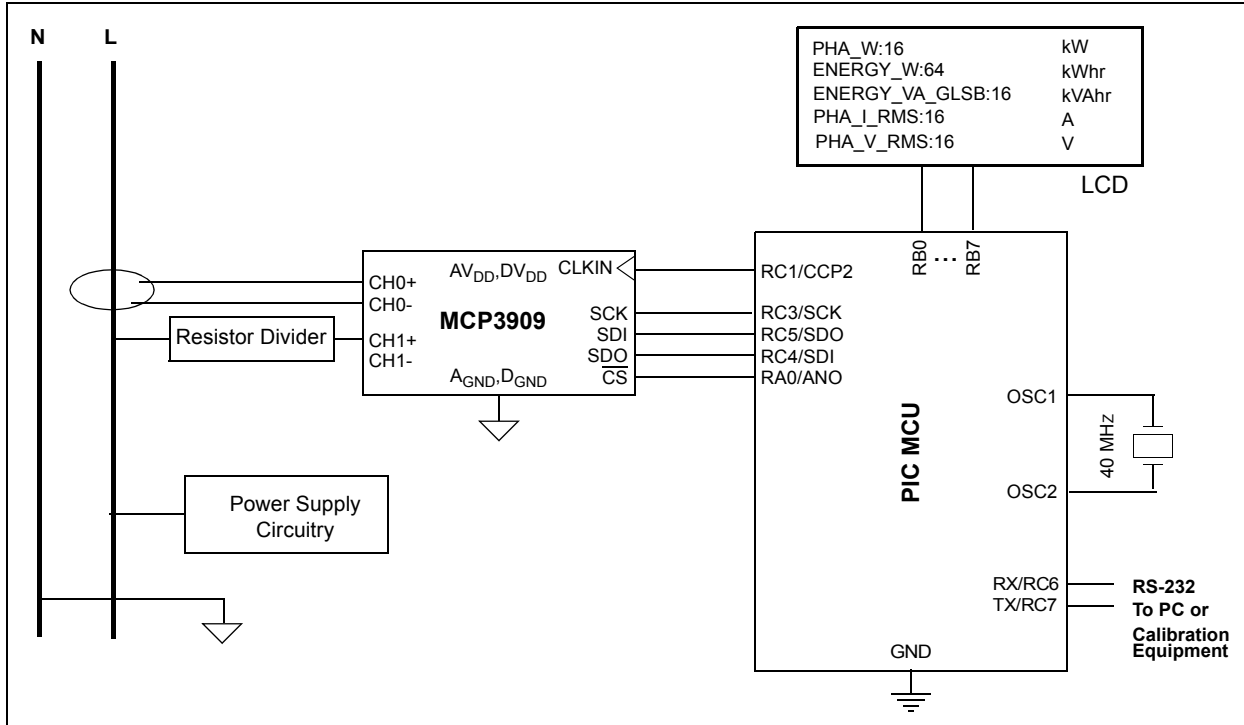 N L
PHA_W:16 kW
ENERGY_W:64 kWhr
ENERGY_VA_GLSB:16 kVAhr
PHA_I_RMS:16 A
PHA_V_RMS:16 V
LCD
RB0 ... RB7
CH0+
CH0-
CH1+
CH1-
AVDD,DVDD
CLKIN
MCP3909
SCK
SDI
SDO
CS
AGND,DGND
Resistor Divider
RC1/CCP2
RC3/SCK
RC5/SDO
RC4/SDI
RA0/ANO
PIC MCU
OSC1
OSC2
40 MHz
Power Supply
Circuitry
RX/RC6
TX/RC7
RS-232
To PC or
Calibration
Equipment
GND